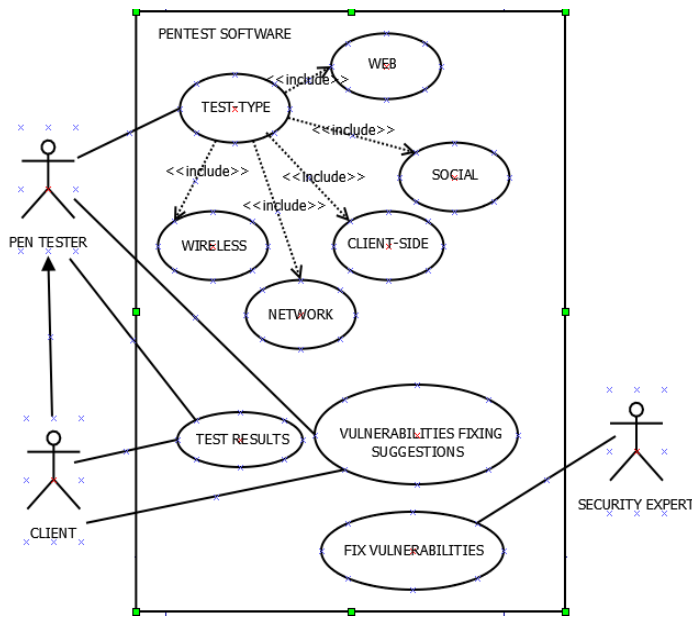 PENTEST SOFTWARE
WEB
<<include>>
TEST-TYPE
<<include>>
SOCIAL
<<include>>
<<include>>
<<include>>
PEN TESTER
WIRELESS
CLIENT-SIDE
NETWORK
TEST RESULTS
VULNERABILITIES FIXING
SUGGESTIONS
SECURITY EXPERT
CLIENT
FIX VULNERABILITIES